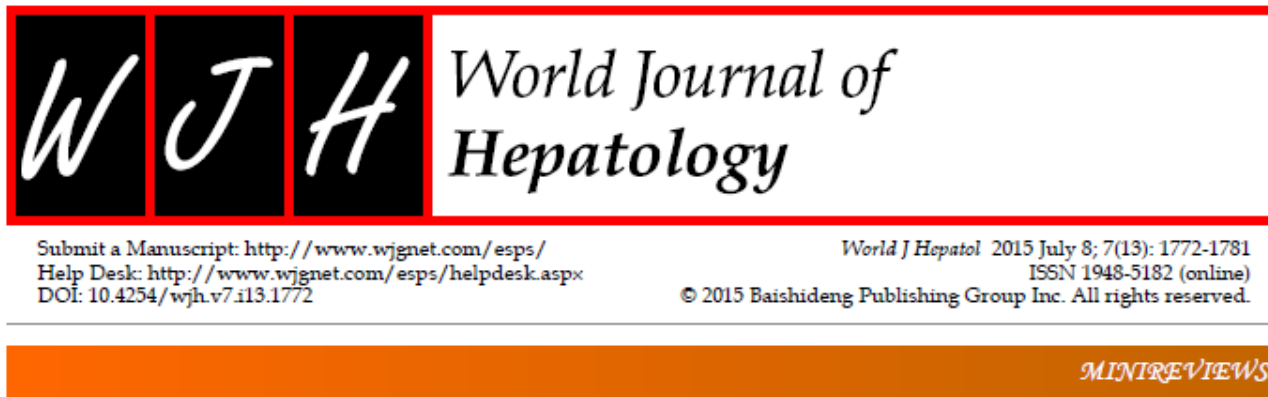 W J H
World Journal of
Hepatology
Submit a Manuscript: http://www.wjgnet.com/esps/
Help Desk: http://www.wjgnet.com/esps/helpdesk.aspx
DOI: 10.4254/wjh.v7.i13.1772
World J Hepatol 2015 July 8; 7(13): 1772-1781
ISSN 1948-5182 (online)
© 2015 Baishideng Publishing Group Inc. All rights reserved.
MINIREVIEWS